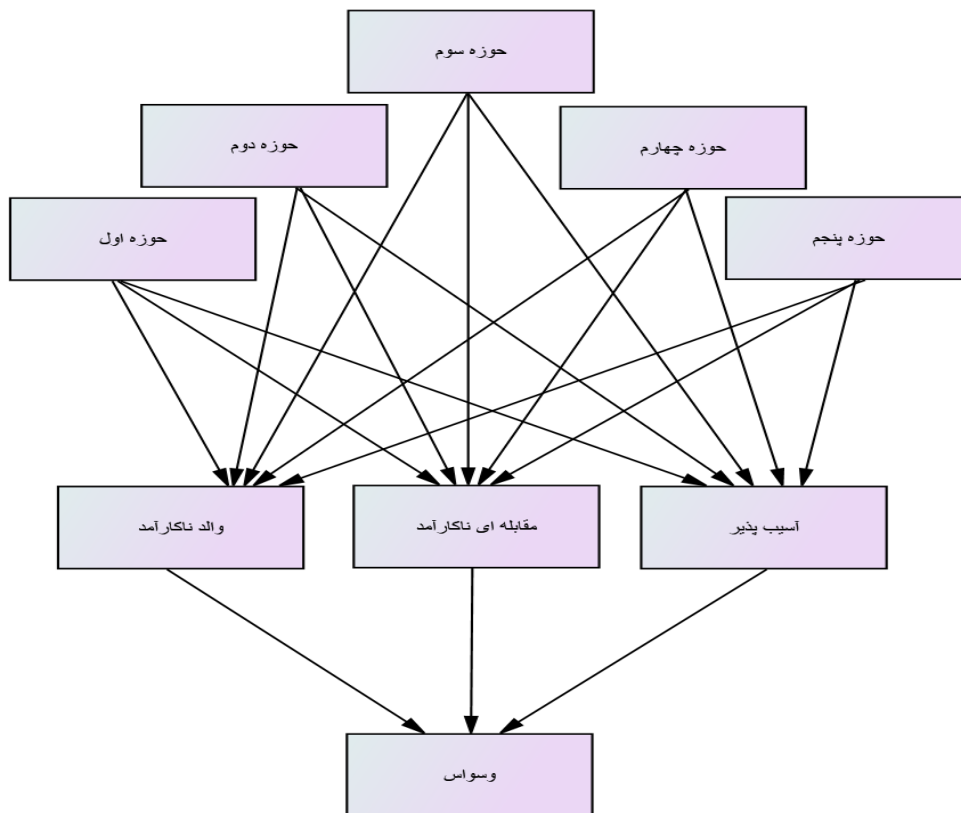 حوزه سوم
حوزه دوم
حوزه چهارم
حوزه اول
حوزه پنجم
والد ناکارآمد
مقابله ای ناکارآمد
آسیب پذیر
وسواس